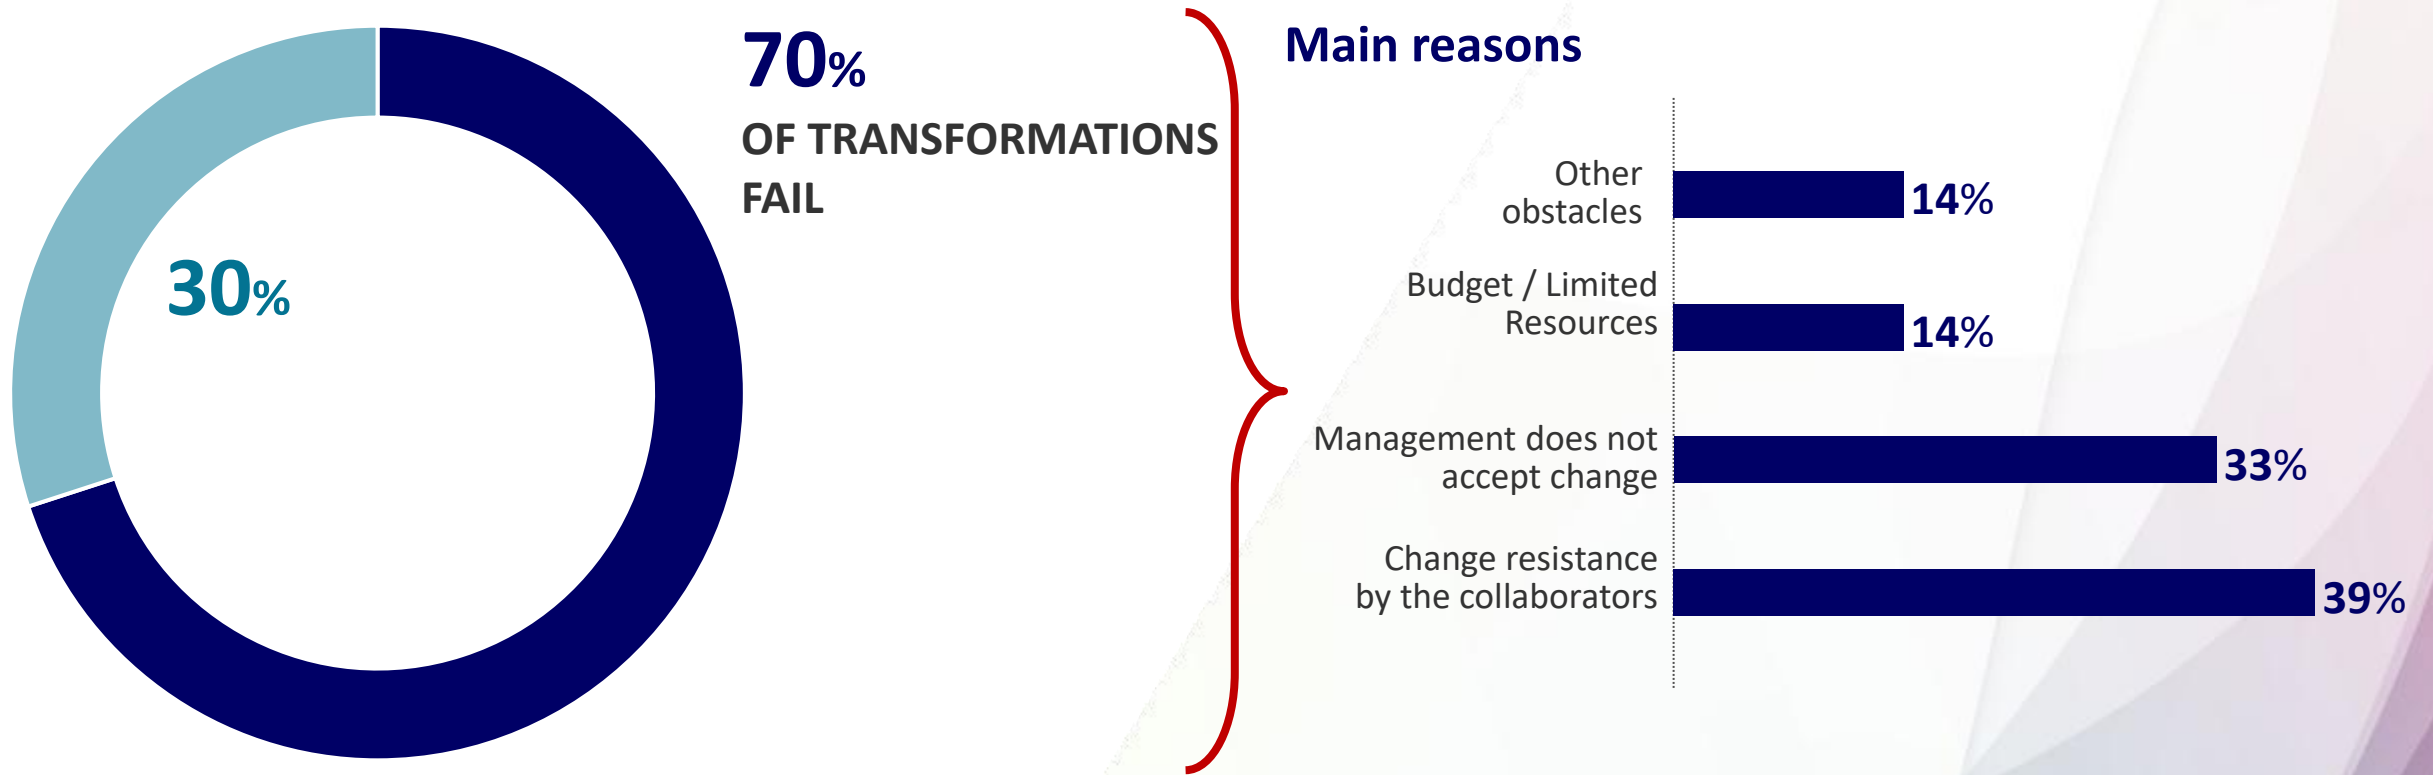 70%
OF TRANSFORMATIONS
FAIL
30%
Main reasons
Other
obstacles
14%
Budget / Limited
Resources
14%
Management does not
accept change
33%
Change resistance
by the collaborators
39%